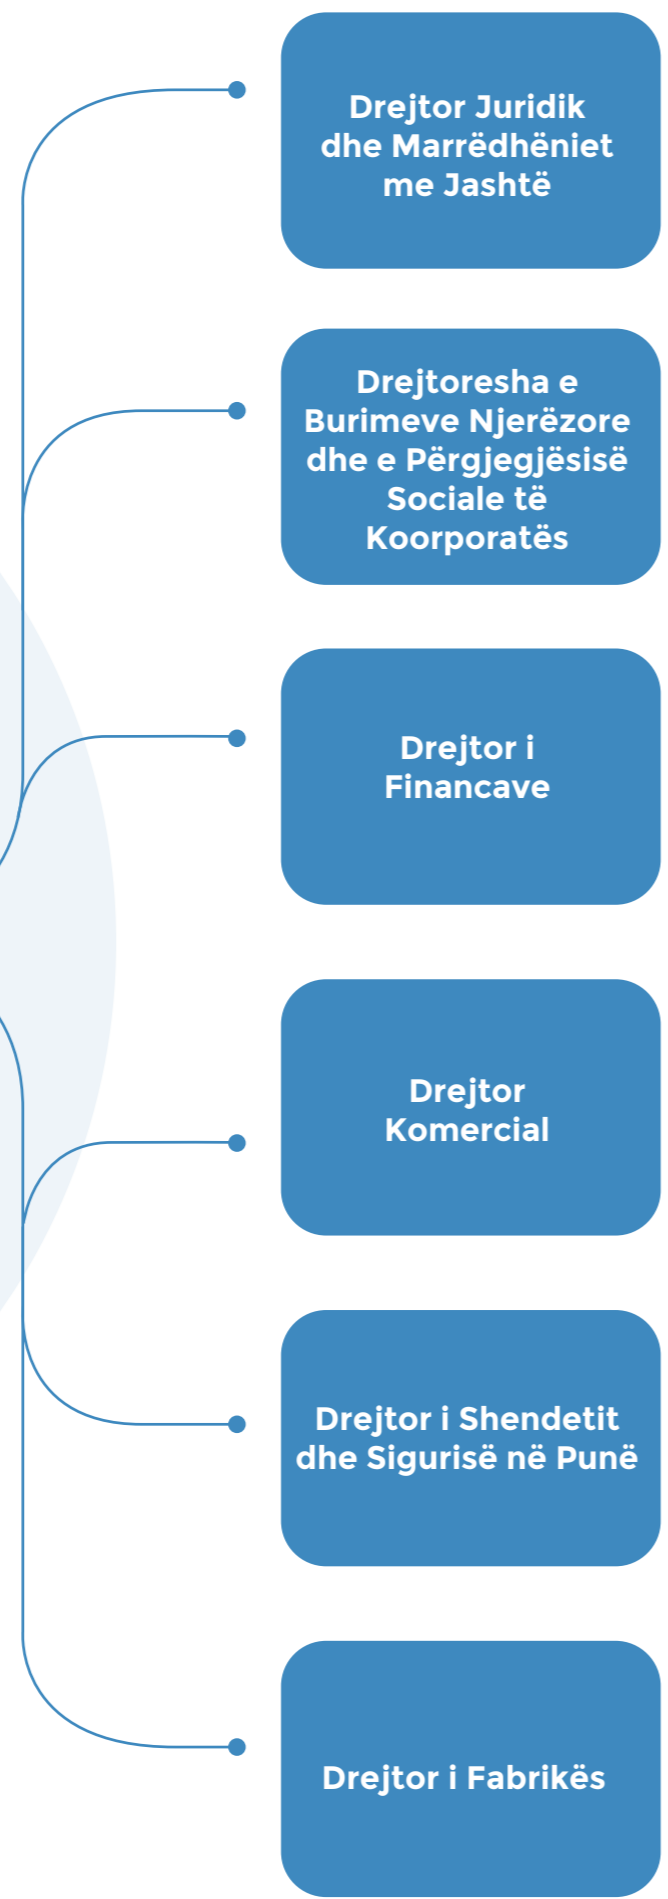 Drejtor Juridik
dhe Marrëdhëniet
me Jashtë
Drejtoresha e
Burimeve Njerëzore
dhe e Përgjegjësisë
Sociale të
Koorporatës
Drejtor i
Financave
Drejtor
Komercial
Drejtor i Shendetit
dhe Sigurisë në Punë
Drejtor i Fabrikës